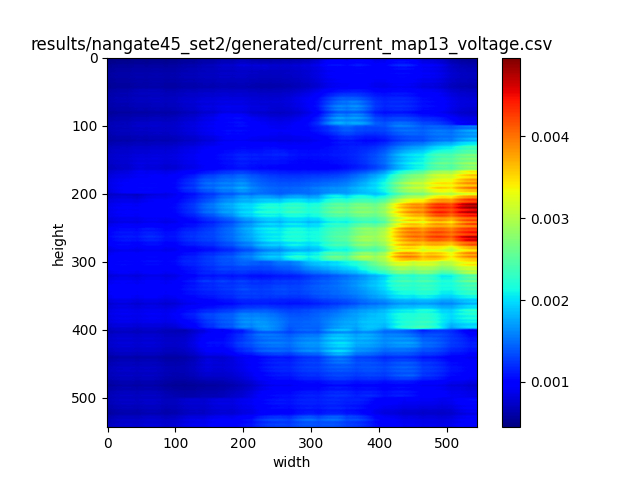 results/nangate45_set2/generated/current_map13_voltage.csv
0
100
200
300
400
500
height
0 100 200 300 400 500
width
0.004
0.003
0.002
0.001